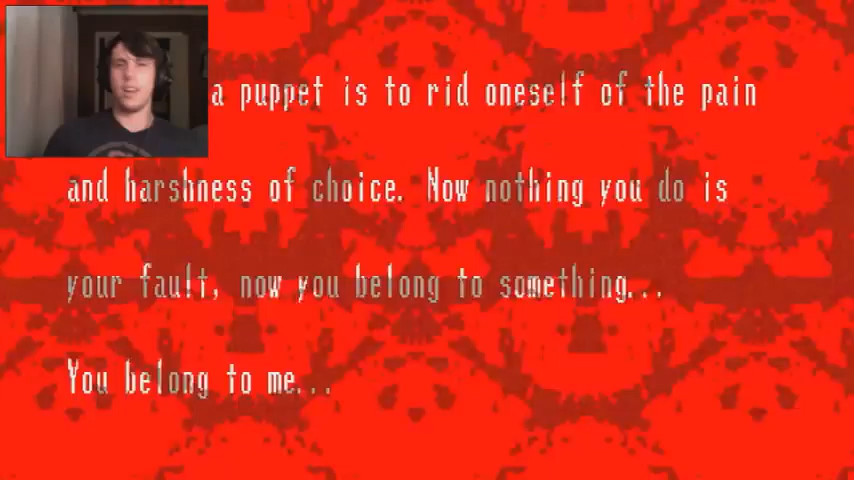 a puppet is to rid oneself of the pain
and harshness of choice. Now nothing you do is
your fault, now you belong to something...
You belong to me...